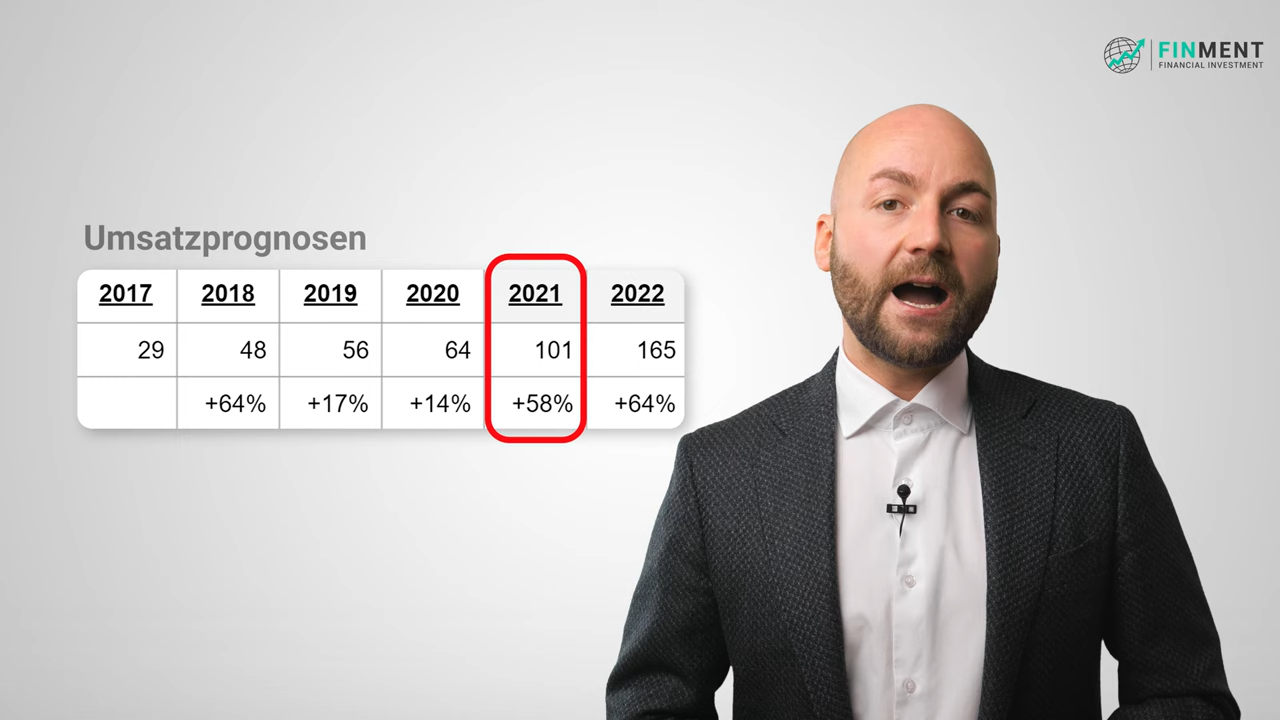 FINMENT
FINANCIAL INVESTMENT
Umsatzprognosen
2017 2018 2019 2020 2021 2022
29 48 56 64 101 165
+64% +17% +14% +58% +64%